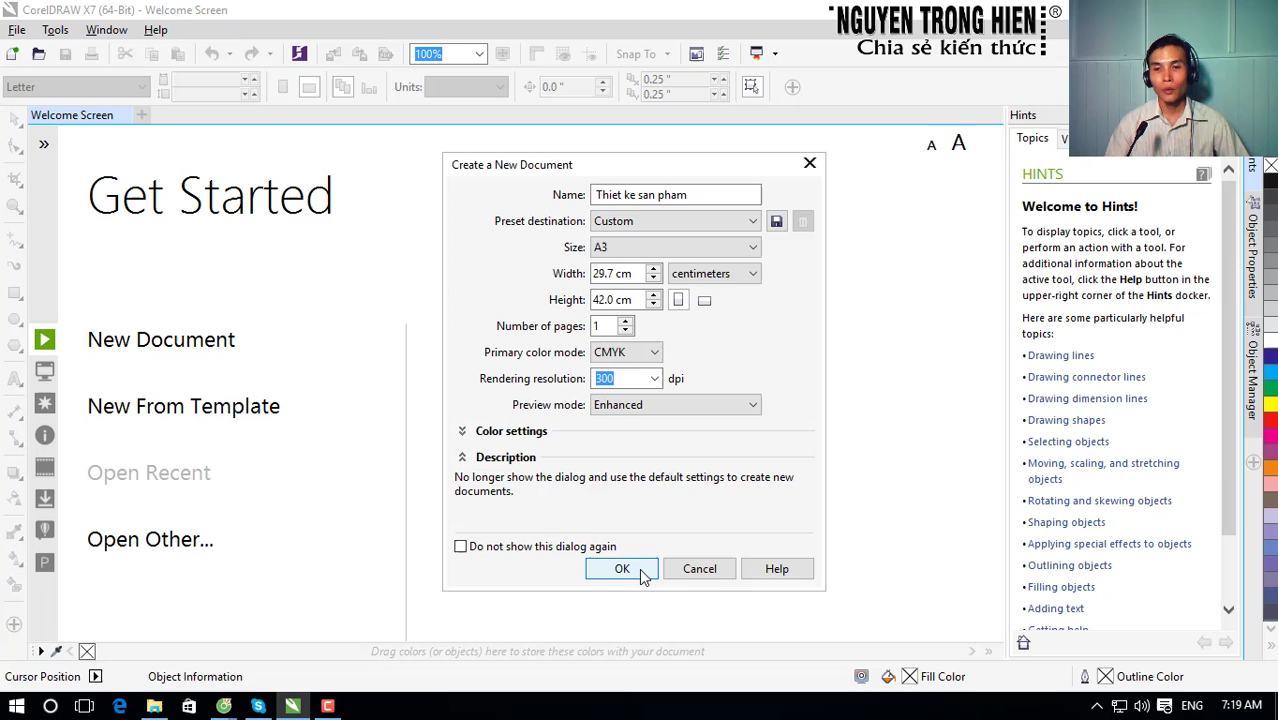 CorelDRAW X7 (64-Bit) - Welcome Screen
NGUYEN TRONG HIEN ®
Chia sẻ kiến thức
File Tools Window Help
100%
Snap To
Letter
Units:
0.0 "
0.25 "
0.25 "
Welcome Screen
Hints
Topics V
A A
Get Started
New Document
New From Template
Open Recent
Open Other...
Create a New Document
Name: Thiet ke san pham
Preset destination: Custom
Size: A3
Width: 29.7 cm centimeters
Height: 42.0 cm
Number of pages: 1
Primary color mode: CMYK
Rendering resolution: 300 dpi
Preview mode: Enhanced
Color settings
Description
No longer show the dialog and use the default settings to create new
documents.
Do not show this dialog again
OK Cancel Help
HINTS
Welcome to Hints!
To display topics, click a tool, or
perform an action with a tool. For
additional information about the
active tool, click the Help button in the
upper-right corner of the Hints docker.
Here are some particularly helpful
topics:
• Drawing lines
• Drawing connector lines
• Drawing dimension lines
• Drawing shapes
• Selecting objects
• Moving, scaling, and stretching
objects
• Rotating and skewing objects
• Shaping objects
• Applying special effects to objects
• Outlining objects
• Filling objects
• Adding text
• Getting help
Hints
Object Properties
Object Manager
Drag colors (or objects) here to store these colors with your document
Cursor Position Object Information Fill Color Outline Color
ENG 7:19 AM